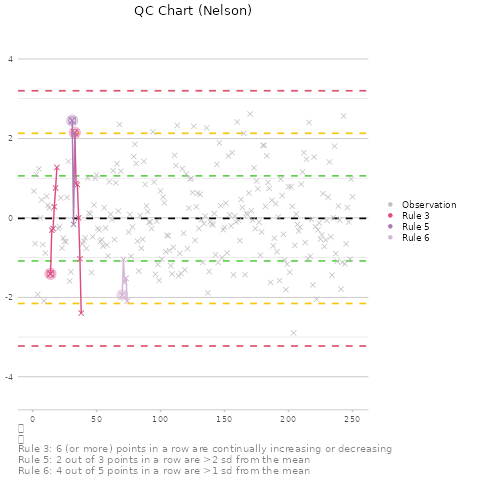 QC Chart (Nelson)
4
2
0
-2
-4
0
50
100
150
200
250
Observation
Rule 3
Rule 5
Rule 6
Rule 3: 6 (or more) points in a row are continually increasing or decreasing
Rule 5: 2 out of 3 points in a row are >2 sd from the mean
Rule 6: 4 out of 5 points in a row are >1 sd from the mean